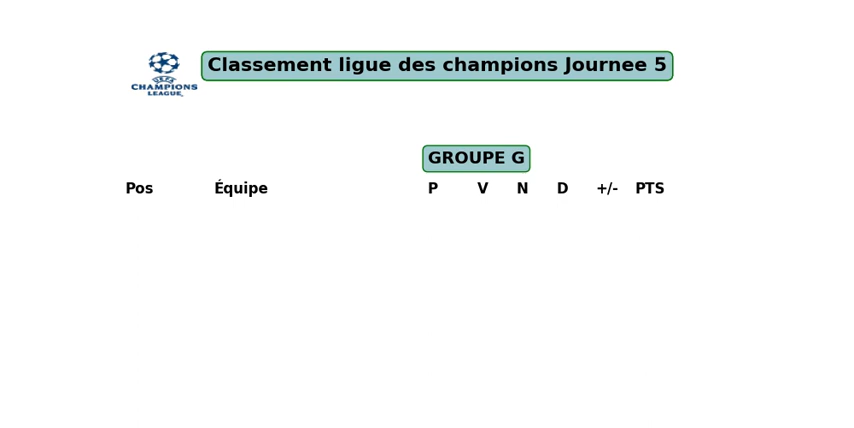 Classement ligue des champions Journee 5
UEFA
CHAMPIONS
LEAGUE
GROUPE G
Pos Équipe P V N D +/- PTS